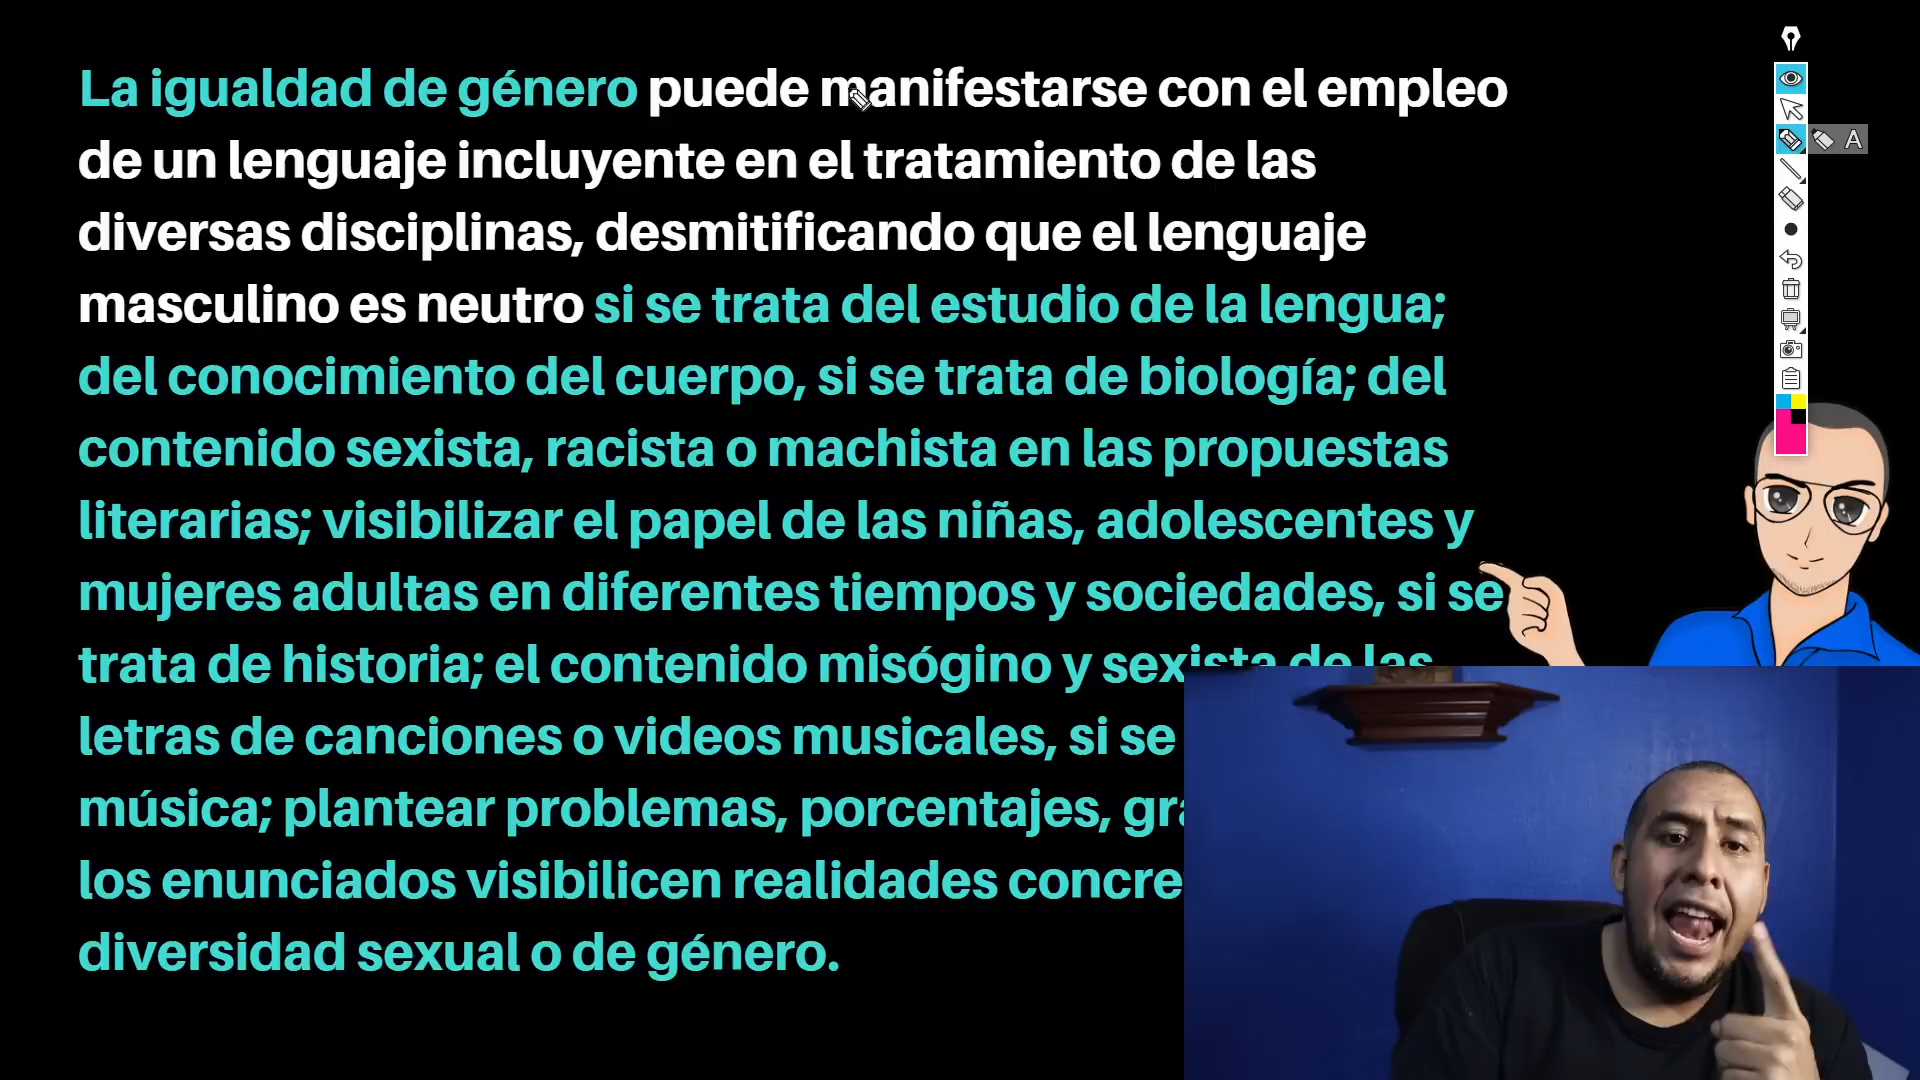 La igualdad de género puede manifestarse con el empleo
de un lenguaje incluyente en el tratamiento de las
diversas disciplinas, desmitificando que el lenguaje
masculino es neutro si se trata del estudio de la lengua;
del conocimiento del cuerpo, si se trata de biología; del
contenido sexista, racista o machista en las propuestas
literarias; visibilizar el papel de las niñas, adolescentes y
mujeres adultas en diferentes tiempos y sociedades, si se
trata de historia; el contenido misógino y sexista de las
letras de canciones o videos musicales, si se
música; plantear problemas, porcentajes,
los enunciados visibilicen realidades
diversidad sexual o de género.
A